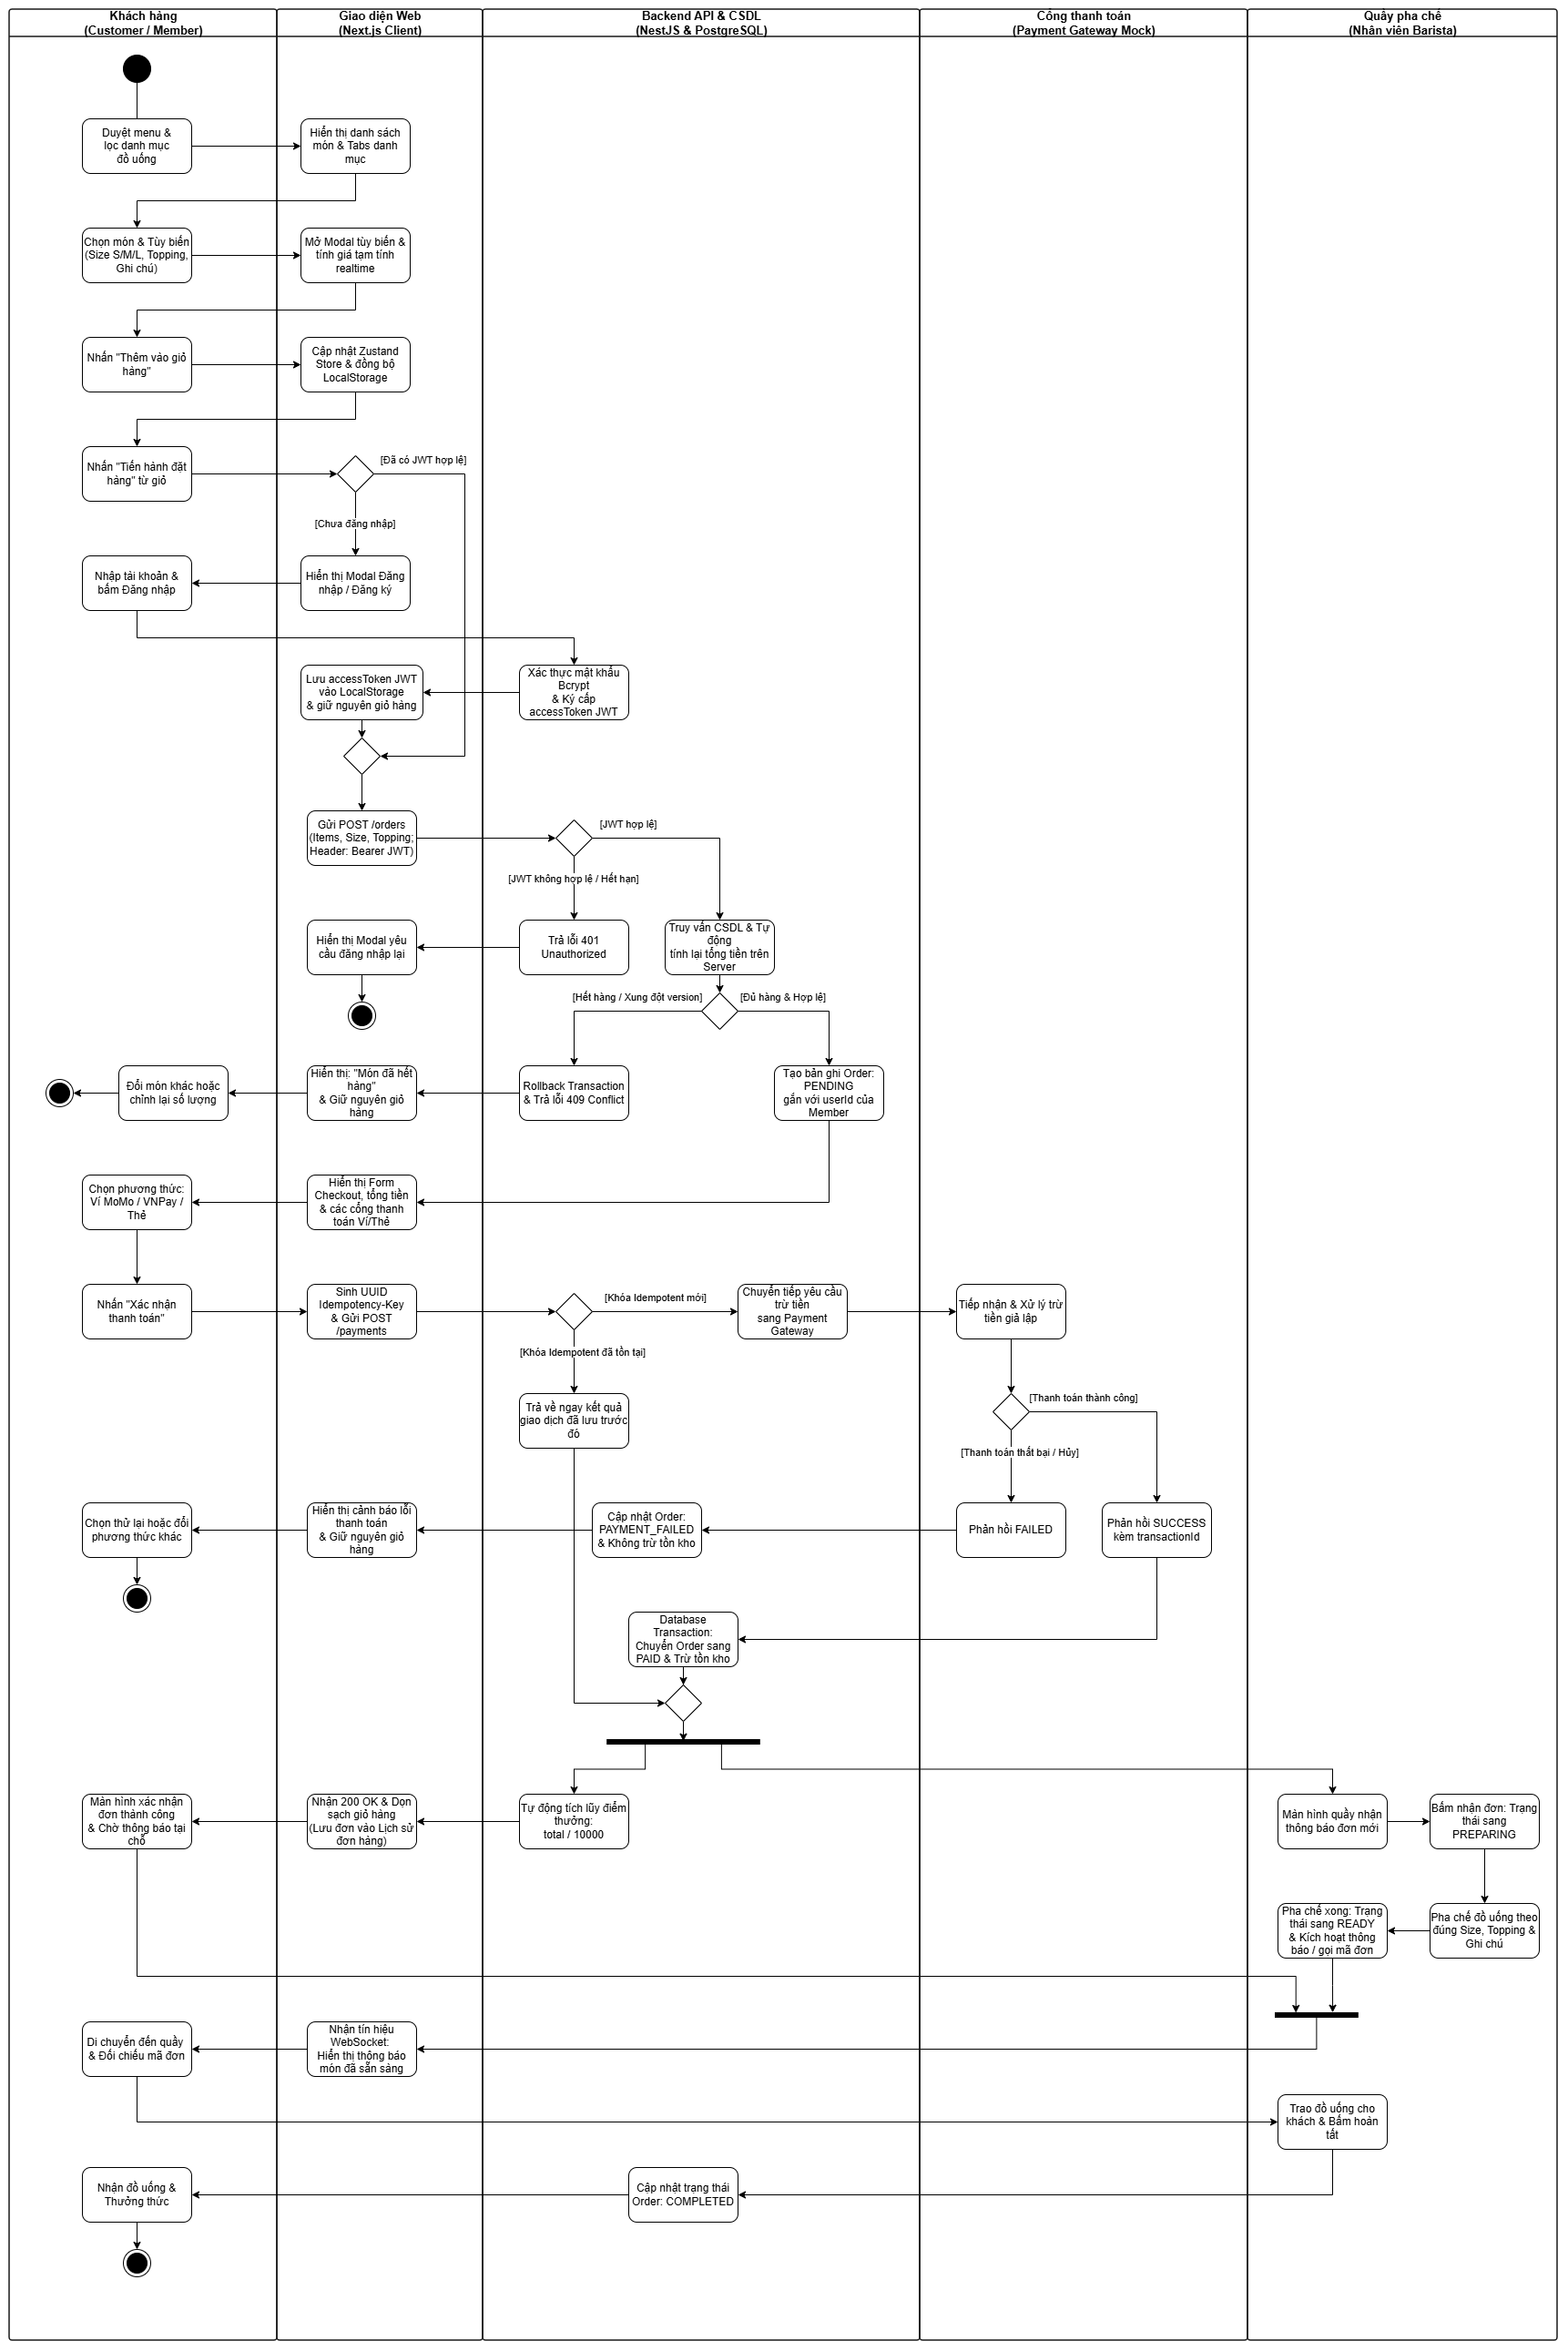 Khách hàng
(Customer / Member)
Giao diện Web
(Next.js Client)
Backend API & CSDL
(NestJS & PostgreSQL)
Cổng thanh toán
(Payment Gateway Mock)
Quầy pha chế
(Nhân viên Barista)
Duyệt menu &
lọc danh mục
đồ uống
Hiển thị danh sách
món & Tabs danh
mục
Chọn món & Tùy biến
(Size S/M/L, Topping,
Ghi chú)
Mở Modal tùy biến &
tính giá tạm tính
realtime
Nhấn "Thêm vào giỏ
hàng"
Cập nhật Zustand
Store & đồng bộ
LocalStorage
Nhấn "Tiến hành đặt
hàng" từ giỏ
[Đã có JWT hợp lệ]
[Chưa đăng nhập]
Nhập tài khoản &
bấm Đăng nhập
Hiển thị Modal Đăng
nhập / Đăng ký
Lưu accessToken JWT
vào LocalStorage
& giữ nguyên giỏ hàng
Xác thực mật khẩu
Bcrypt
& Ký cấp
accessToken JWT
Gửi POST /orders
(Items, Size, Topping;
Header: Bearer JWT)
[JWT hợp lệ]
[JWT không hợp lệ / Hết hạn]
Hiển thị Modal yêu
cầu đăng nhập lại
Trả lỗi 401
Unauthorized
Truy vấn CSDL & Tự
động
tính lại tổng tiền trên
Server
[Hết hàng / Xung đột version]
[Đủ hàng & Hợp lệ]
Đổi món khác hoặc
chỉnh lại số lượng
Hiển thị: "Món đã hết
hàng"
& Giữ nguyên giỏ
hàng
Rollback Transaction
& Trả lỗi 409 Conflict
Tạo bản ghi Order:
PENDING
gắn với userId của
Member
Chọn phương thức:
Ví MoMo / VNPay /
Thẻ
Hiển thị Form
Checkout, tổng tiền
& các cổng thanh
toán Ví/Thẻ
Nhấn "Xác nhận
thanh toán"
Sinh UUID
Idempotency-Key
& Gửi POST
/payments
[Khóa Idempotent mới]
Chuyển tiếp yêu cầu
trừ tiền
sang Payment
Gateway
Tiếp nhận & Xử lý trừ
tiền giả lập
[Khóa Idempotent đã tồn tại]
Trả về ngay kết quả
giao dịch đã lưu trước
đó
[Thanh toán thành công]
[Thanh toán thất bại / Hủy]
Chọn thử lại hoặc đổi
phương thức khác
Hiển thị cảnh báo lỗi
thanh toán
& Giữ nguyên giỏ
hàng
Cập nhật Order:
PAYMENT_FAILED
& Không trừ tồn kho
Phản hồi FAILED
Phản hồi SUCCESS
kèm transactionId
Database
Transaction:
Chuyển Order sang
PAID & Trừ tồn kho
Màn hình xác nhận
đơn thành công
& Chờ thông báo tại
chỗ
Nhận 200 OK & Dọn
sạch giỏ hàng
(Lưu đơn vào Lịch sử
đơn hàng)
Tự động tích lũy điểm
thưởng:
total / 10000
Màn hình quầy nhận
thông báo đơn mới
Bấm nhận đơn: Trạng
thái sang
PREPARING
Pha chế xong: Trạng
thái sang READY
& Kích hoạt thông
báo / gọi mã đơn
Pha chế đồ uống theo
đúng Size, Topping &
Ghi chú
Di chuyển đến quầy
& Đối chiếu mã đơn
Nhận tín hiệu
WebSocket:
Hiển thị thông báo
món đã sẵn sàng
Trao đồ uống cho
khách & Bấm hoàn
tất
Nhận đồ uống &
Thưởng thức
Cập nhật trạng thái
Order: COMPLETED